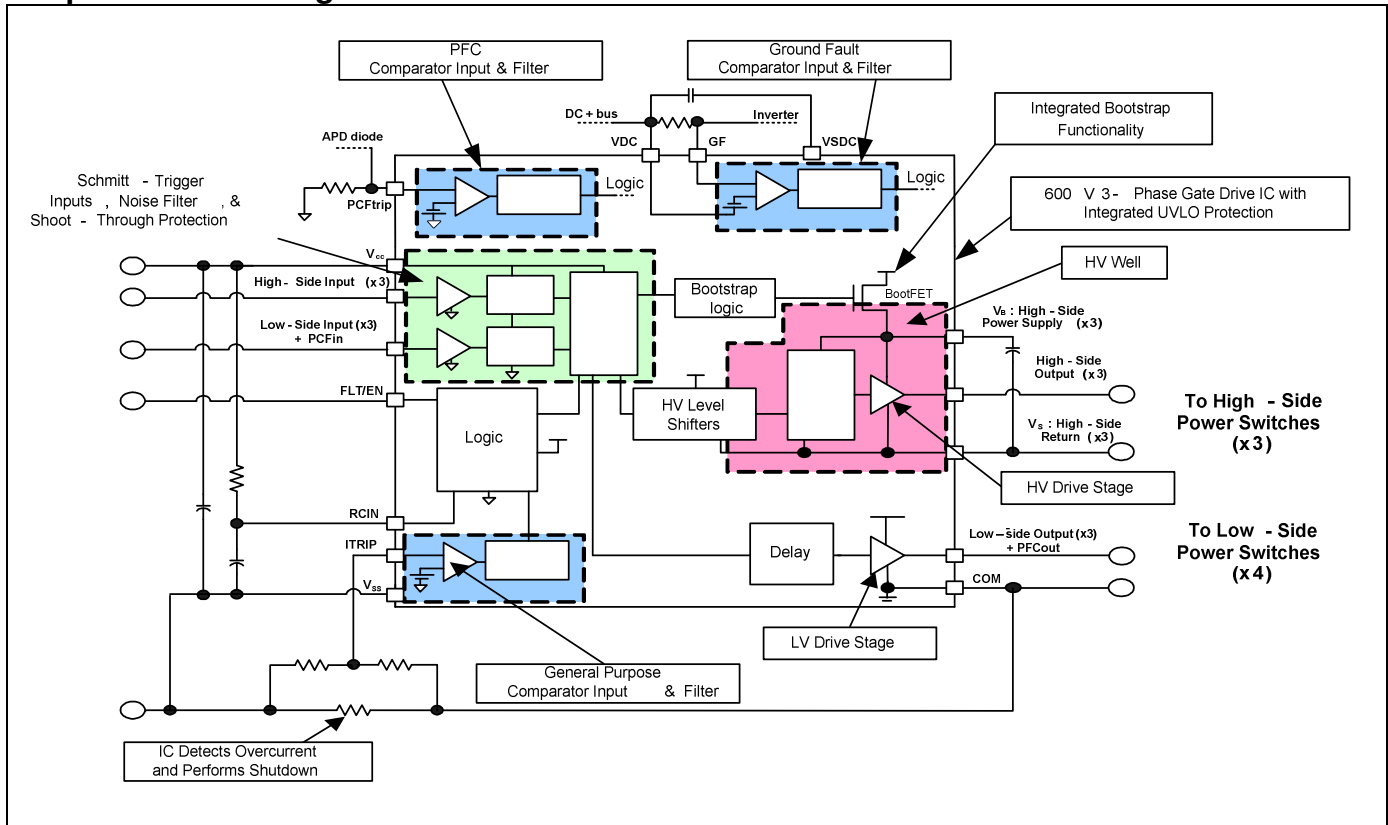 PFC
Comparator Input & Filter
Ground Fault
Comparator Input & Filter
Integrated Bootstrap
Functionality
DC + bus
Inverter
VDC
GF
VSDC
APD diode
PCFtrip
Logic
Logic
Schmitt - Trigger
Inputs , Noise Filter , &
Shoot - Through Protection
600 V 3 - Phase Gate Drive IC with
Integrated UVLO Protection
HV Well
Vcc
High - Side Input (x3)
Low - Side Input (x3)
+ PCFin
FLT/EN
Bootstrap
logic
BootFET
VB : High - Side
Power Supply (x3)
High - Side
Output (x3)
VS : High - Side
Return (x3)
To High - Side
Power Switches
(x3)
Logic
HV Level
Shifters
HV Drive Stage
RCIN
ITRIP
Vss
Delay
Low – side Output (x3)
+ PFCout
COM
To Low - Side
Power Switches
(x4)
LV Drive Stage
General Purpose
Comparator Input & Filter
IC Detects Overcurrent
and Performs Shutdown